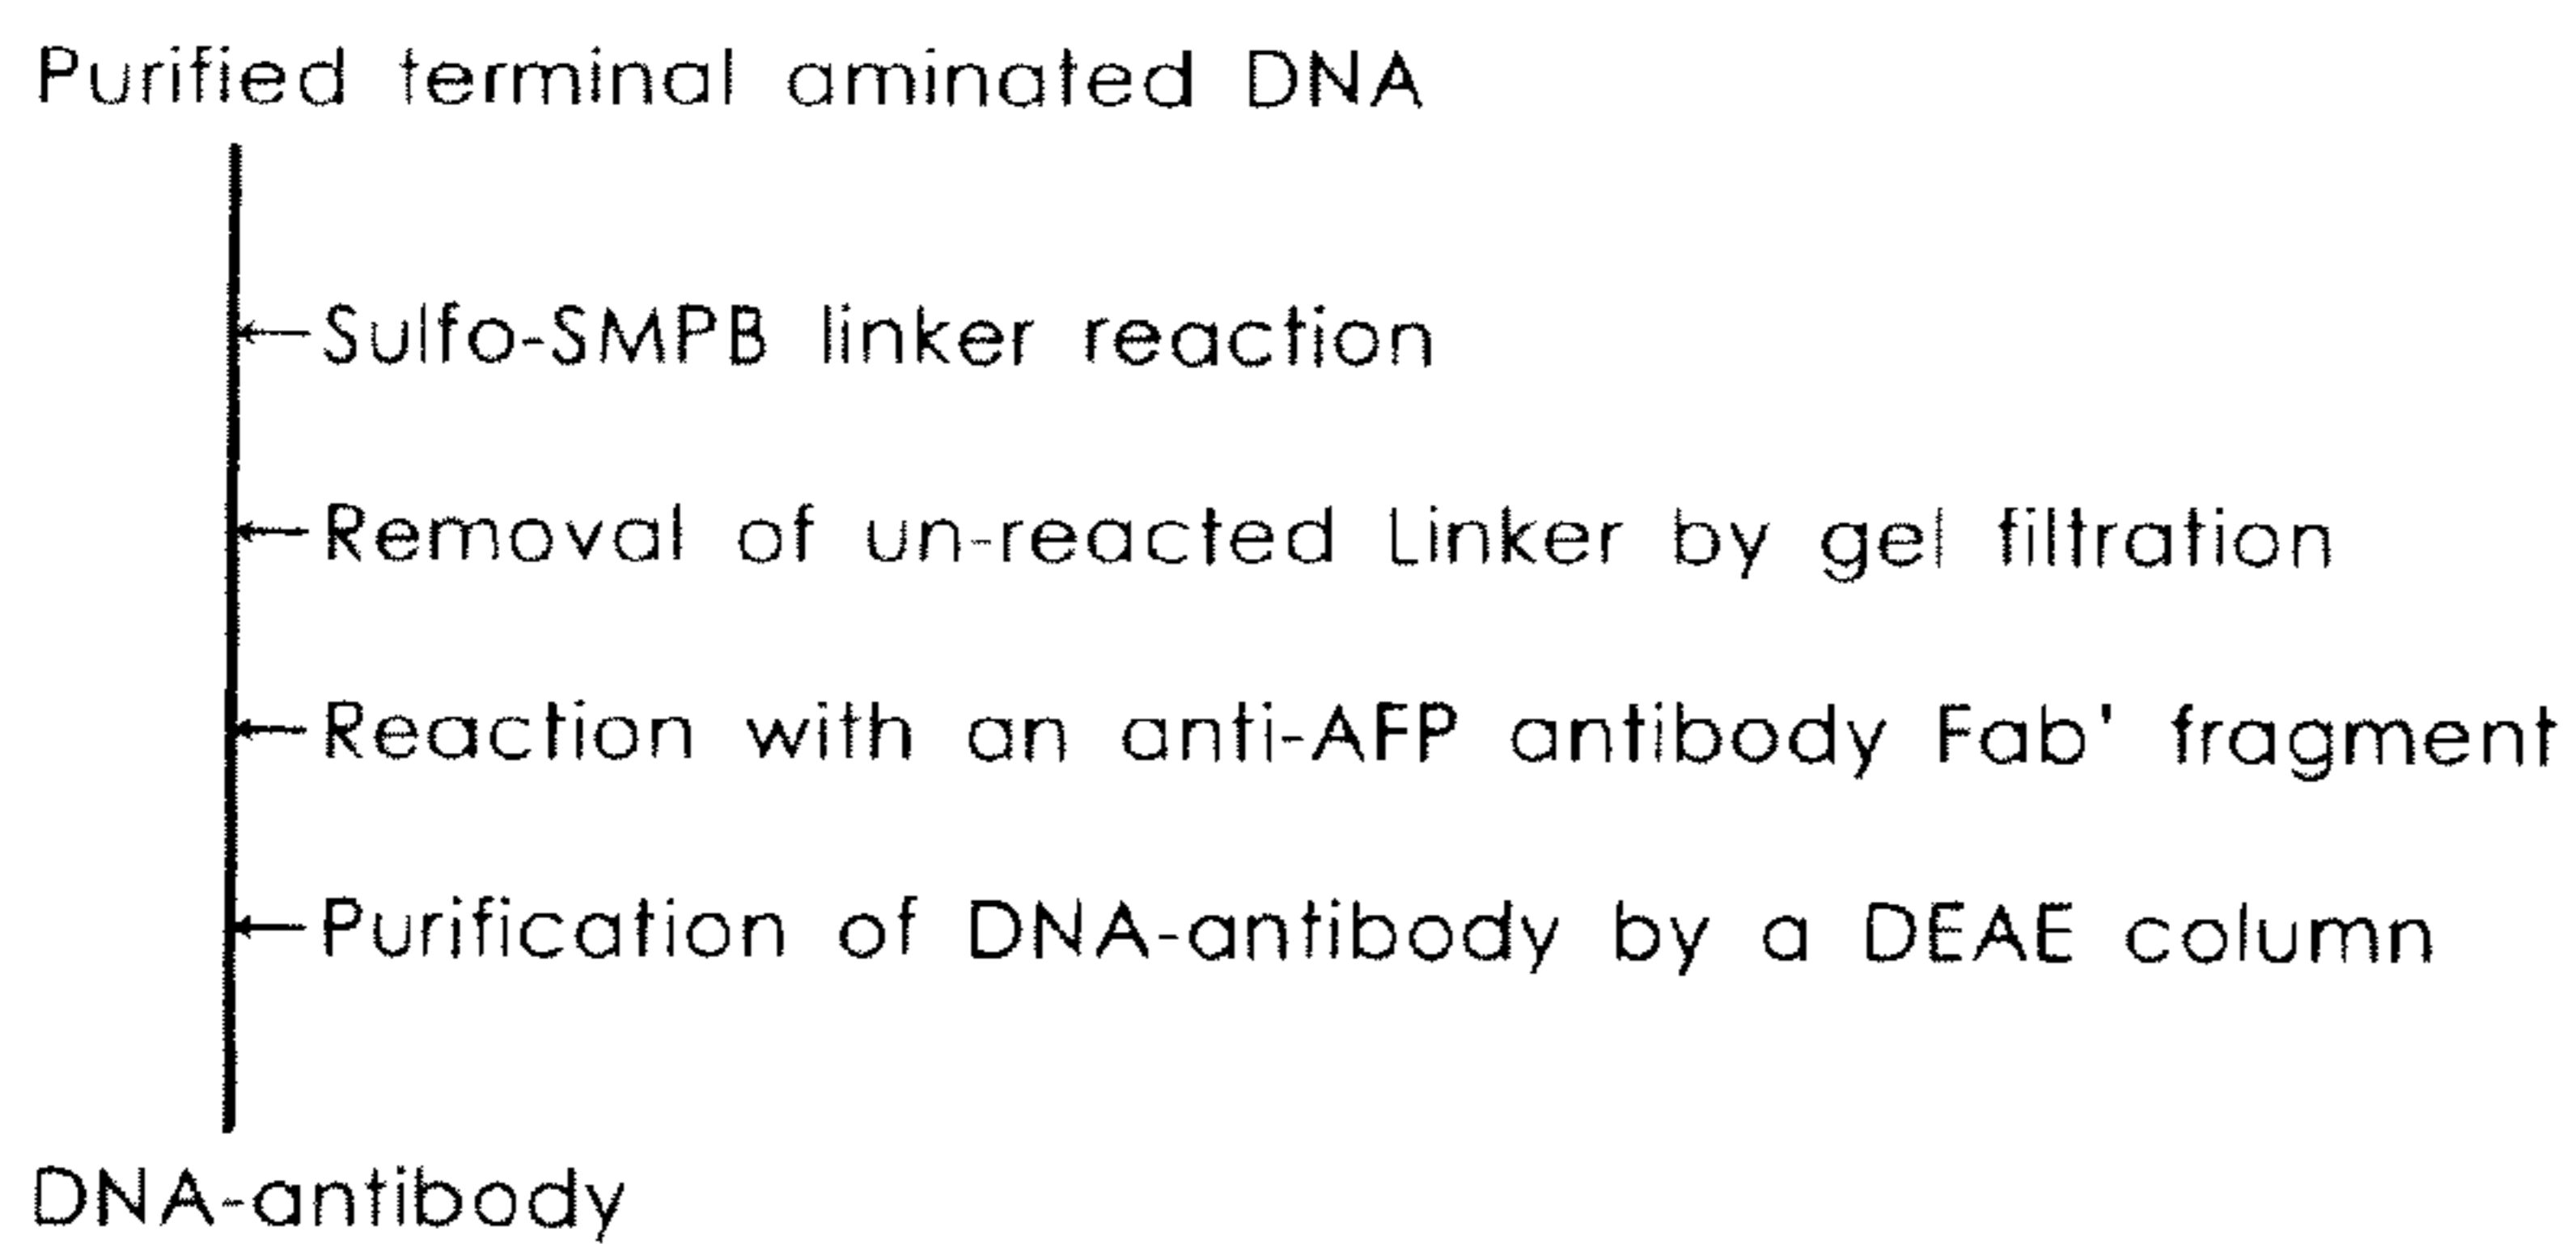 Purified terminal aminated DNA
Sulfo-SMPB linker reaction
Removal of un-reacted Linker by gel filtration
Reaction with an anti-AFP antibody Fab' fragment
Purification of DNA-antibody by a DEAE column
DNA-antibody